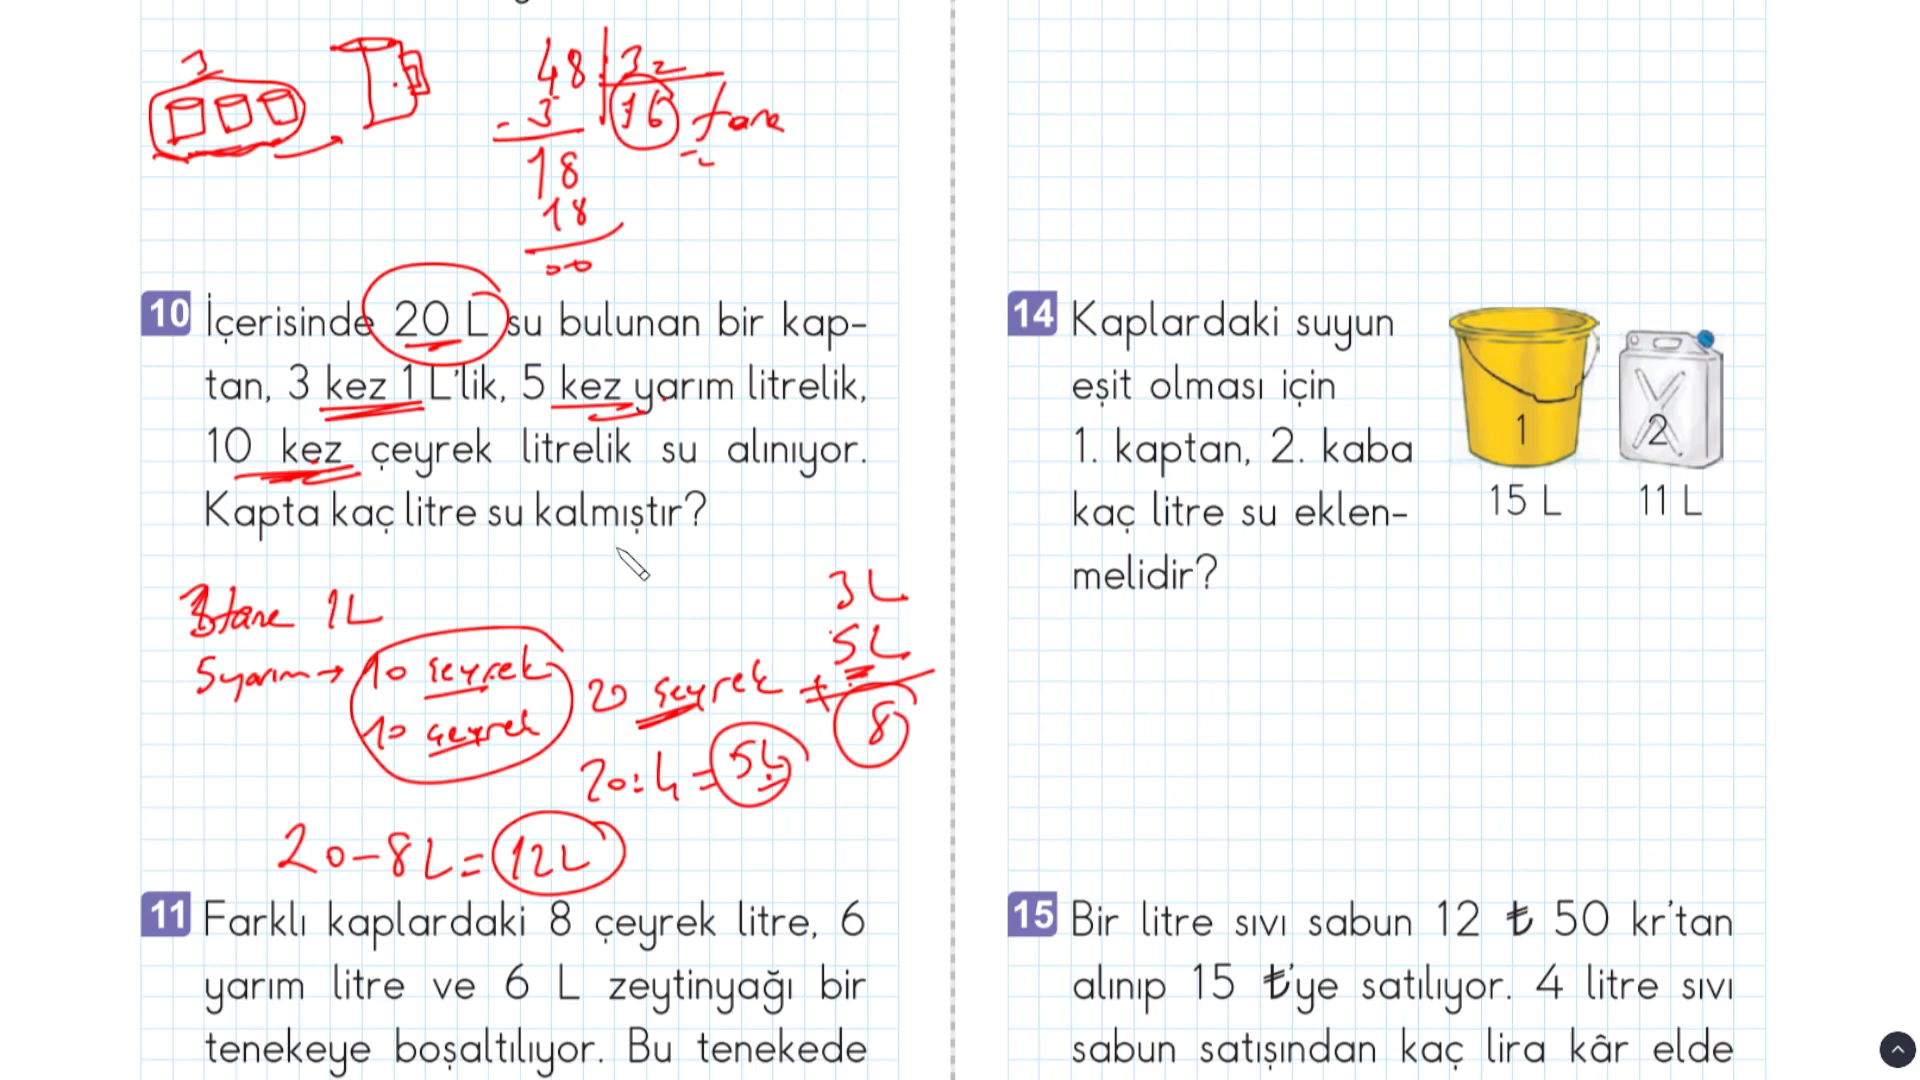 3
48 32
- 3 16 tane
18
18
00
10 İçerisinde 20 L su bulunan bir kap-
tan, 3 kez 1 L'lik, 5 kez yarım litrelik,
10 kez çeyrek litrelik su alınıyor.
Kapta kaç litre su kalmıştır?
3 tane 1L
5 yarım → 10 çeyrek
10 çeyrek
20 çeyrek
20:4=5L
3L
5L
+
8
20-8L=12L
11 Farklı kaplardaki 8 çeyrek litre, 6
yarım litre ve 6 L zeytinyağı bir
tenekeye boşaltılıyor. Bu tenekede
14 Kaplardaki suyun
eşit olması için
1. kaptan, 2. kaba
kaç litre su eklen-
melidir?
1 2
15 L 11 L
15 Bir litre sıvı sabun 12 ₺ 50 kr'tan
alınıp 15 ₺'ye satılıyor. 4 litre sıvı
sabun satışından kaç lira kâr elde